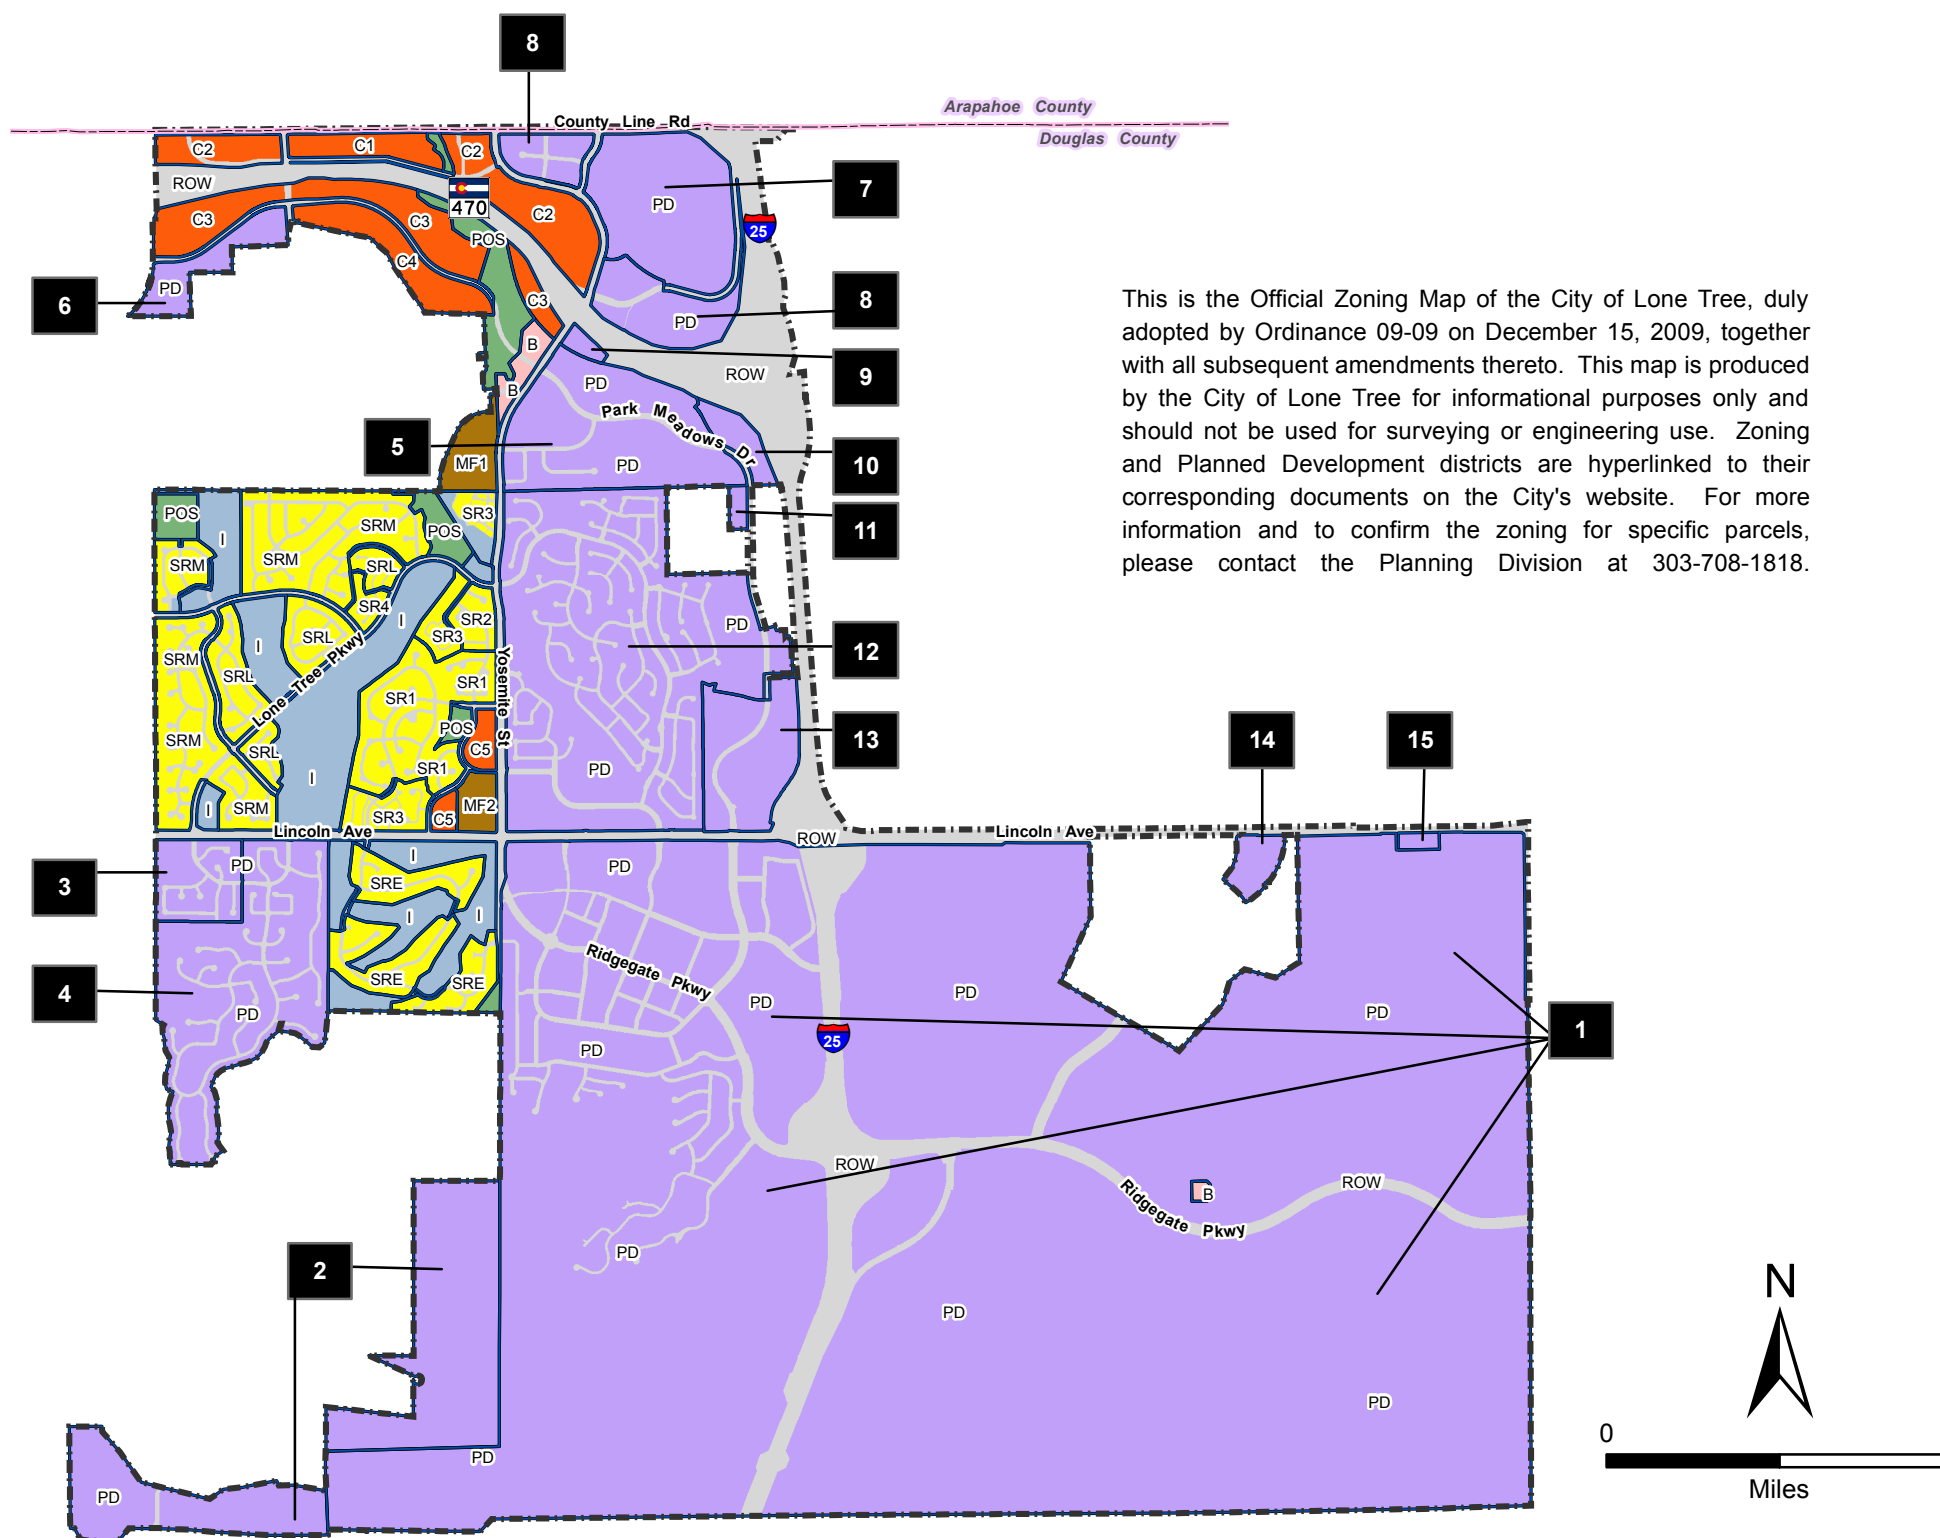 8
Arapahoe County
County Line Rd
Douglas County
C2
C1
C2
ROW
7
PD
470
C3
C3
C2
25
POS
C4
6
PD
8
C3
PD
This is the Official Zoning Map of the City of Lone Tree, duly
adopted by Ordinance 09-09 on December 15, 2009, together
with all subsequent amendments thereto. This map is produced
by the City of Lone Tree for informational purposes only and
should not be used for surveying or engineering use. Zoning
and Planned Development districts are hyperlinked to their
corresponding documents on the City's website. For more
information and to confirm the zoning for specific parcels,
please contact the Planning Division at 303-708-1818.
B
ROW
9
B
PD
Park Meadows Dr
5
MF1
PD
10
POS
SR3
11
I
SRM
POS
SRM
SRM
SRL
SR4
I
SR2
PD
SRL
I
SR3
12
SRM
SRL
Lone Tree Pkwy
SR1
SR1
Yosemite St
POS
13
14
15
SRM
SRL
C5
I
SR1
PD
I
SRM
SR3
C5
MF2
Lincoln Ave
ROW
Lincoln Ave
3
PD
I
SRE
PD
I
I
4
SRE
SRE
Ridgegate Pkwy
PD
PD
PD
PD
1
25
PD
ROW
ROW
B
Ridgegate Pkwy
2
PD
PD
N
PD
PD
0
PD
Miles